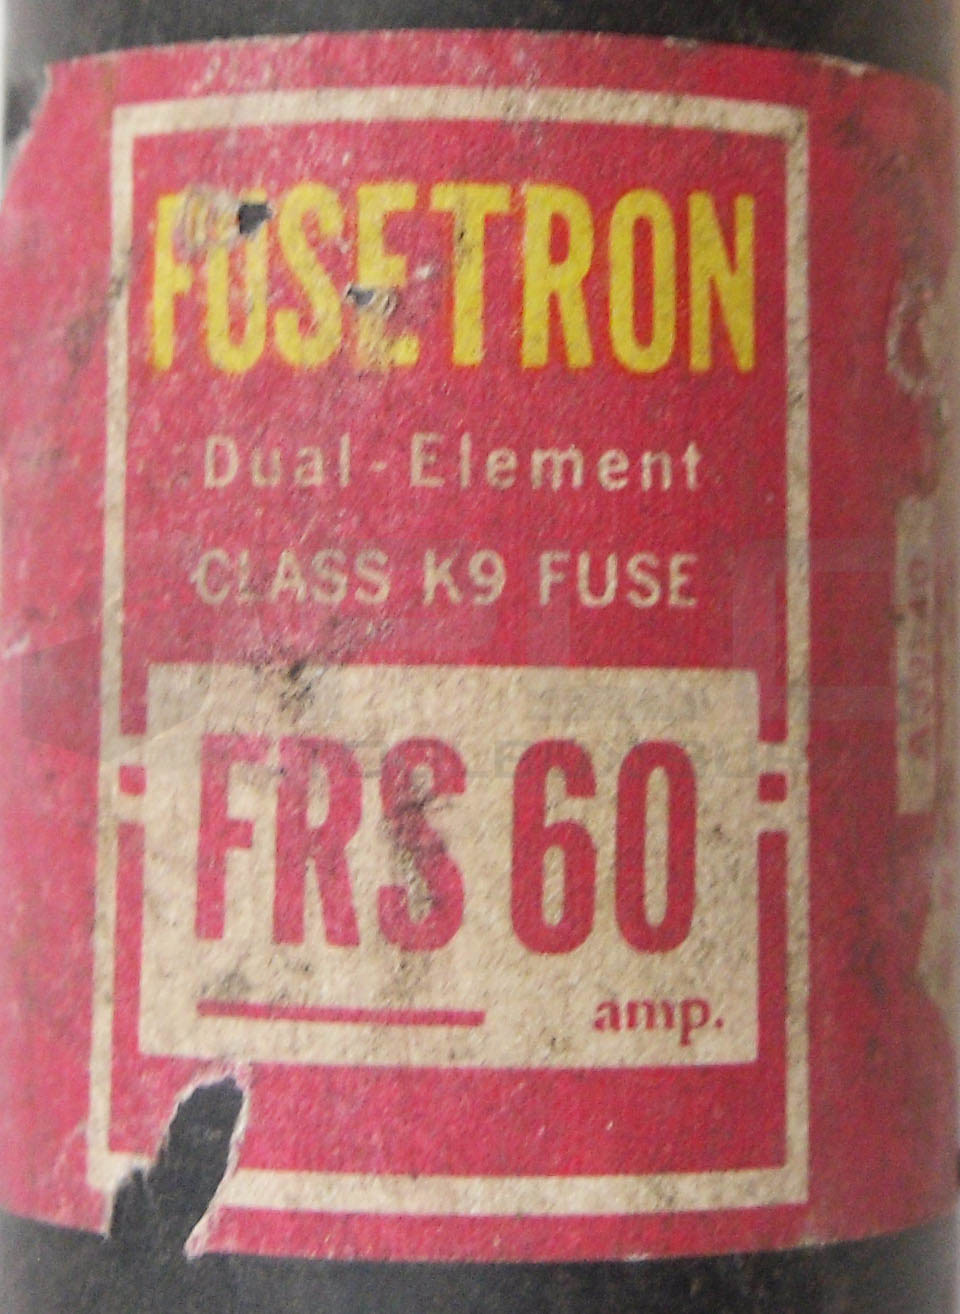 FUSETRON
Dual-Element
CLASS K9 FUSE
FRS 60
amp.